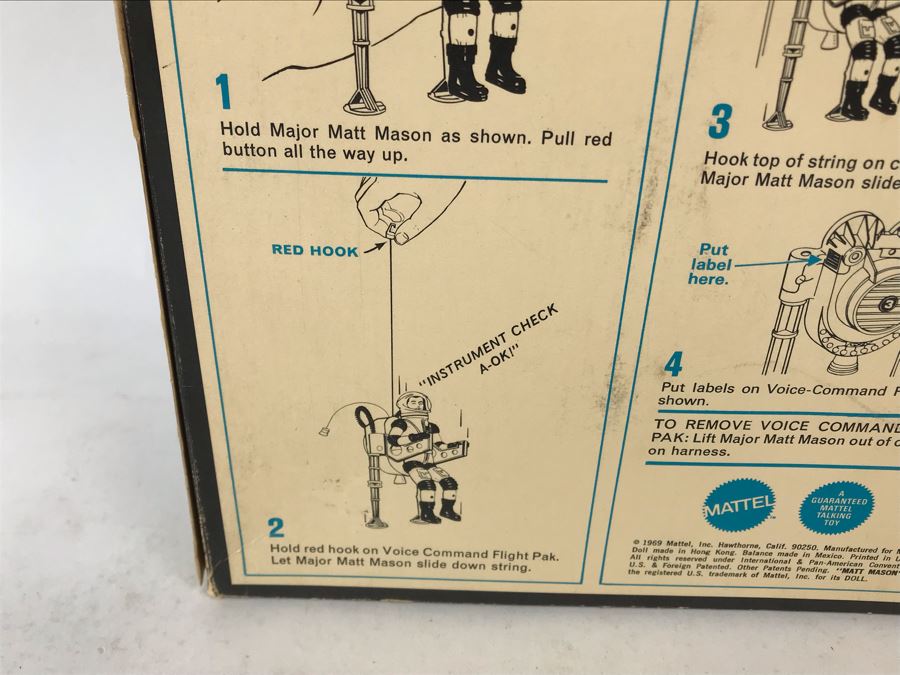 1
Hold Major Matt Mason as shown. Pull red
button all the way up.
RED HOOK
"INSTRUMENT CHECK
A-OK!"
2
Hold red hook on Voice Command Flight Pak.
Let Major Matt Mason slide down string.
3
Hook top of string on
Major Matt Mason slide
Put
label
here.
3
4
Put labels on Voice-Command
shown.
TO REMOVE VOICE COMMAND
PAK: Lift Major Matt Mason out of
on harness.
MATTEL
TM
A
GUARANTEED
MATTEL
TALKING
TOY
© 1969 Mattel, Inc. Hawthorne, Calif. 90250. Manufactured for
Doll made in Hong Kong. Balance made in Mexico. Printed in
All rights reserved under International & Pan-American
U.S. & Foreign Patented. Other Patents Pending. "MATT MASON"
the registered U.S. trademark of Mattel, Inc. for its DOLL.